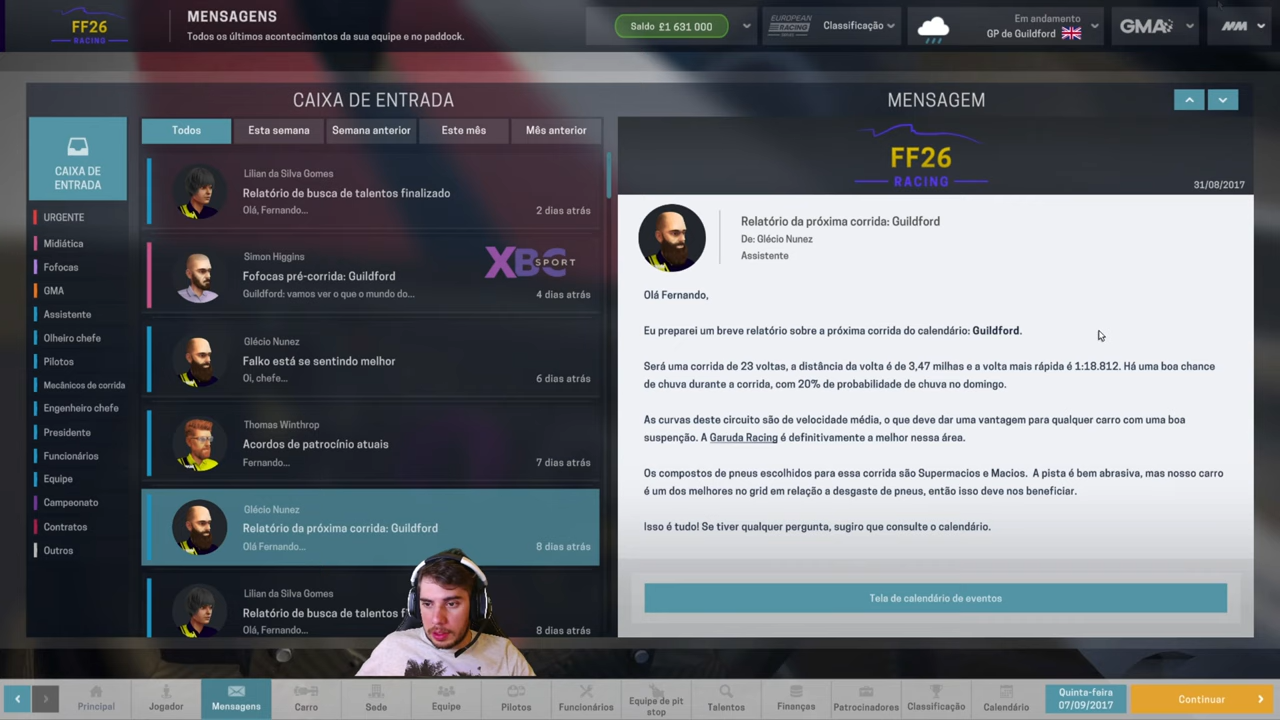 FF26
RACING
MENSAGENS
Todos os últimos acontecimentos da sua equipe e no paddock.
Saldo £1 631 000
EUROPEAN
RACING
Classificação
Em andamento
GP de Guildford
GMA
CAIXA DE ENTRADA
MENSAGEM
CAIXA DE
ENTRADA
URGENTE
Midiática
Fofocas
GMA
Assistente
Olheiro chefe
Pilotos
Mecânicos de corrida
Engenheiro chefe
Presidente
Funcionários
Equipe
Campeonato
Contratos
Outros
Todos
Esta semana
Semana anterior
Este mês
Mês anterior
Lílian da Silva Gomes
Relatório de busca de talentos finalizado
Olá, Fernando...
2 dias atrás
Simon Higgins
Fofocas pré-corrida: Guildford
Guildford: vamos ver o que o mundo do...
4 dias atrás
XBC
SPORT
Glécio Nunez
Falko está se sentindo melhor
Oi, chefe...
6 dias atrás
Thomas Winthrop
Acordos de patrocínio atuais
Fernando...
7 dias atrás
Glécio Nunez
Relatório da próxima corrida: Guildford
Olá Fernando...
8 dias atrás
Lílian da Silva Gomes
Relatório de busca de talentos f
Olá, Fernando...
8 dias atrás
FF26
RACING
31/08/2017
Relatório da próxima corrida: Guildford
De: Glécio Nunez
Assistente
Olá Fernando,
Eu preparei um breve relatório sobre a próxima corrida do calendário: Guildford.
Será uma corrida de 23 voltas, a distância da volta é de 3,47 milhas e a volta mais rápida é 1:18.812. Há uma boa chance
de chuva durante a corrida, com 20% de probabilidade de chuva no domingo.
As curvas deste circuito são de velocidade média, o que deve dar uma vantagem para qualquer carro com uma boa
suspenção. A Garuda Racing é definitivamente a melhor nessa área.
Os compostos de pneus escolhidos para essa corrida são Supermacios e Macios. A pista é bem abrasiva, mas nosso carro
é um dos melhores no grid em relação a desgaste de pneus, então isso deve nos beneficiar.
Isso é tudo! Se tiver qualquer pergunta, sugiro que consulte o calendário.
Tela de calendário de eventos
Principal
Jogador
Mensagens
Carro
Sede
Equipe
Pilotos
Funcionários
Equipe de pit
stop
Talentos
Finanças
Patrocinadores
Classificação
Calendário
Quinta-feira
07/09/2017
Continuar